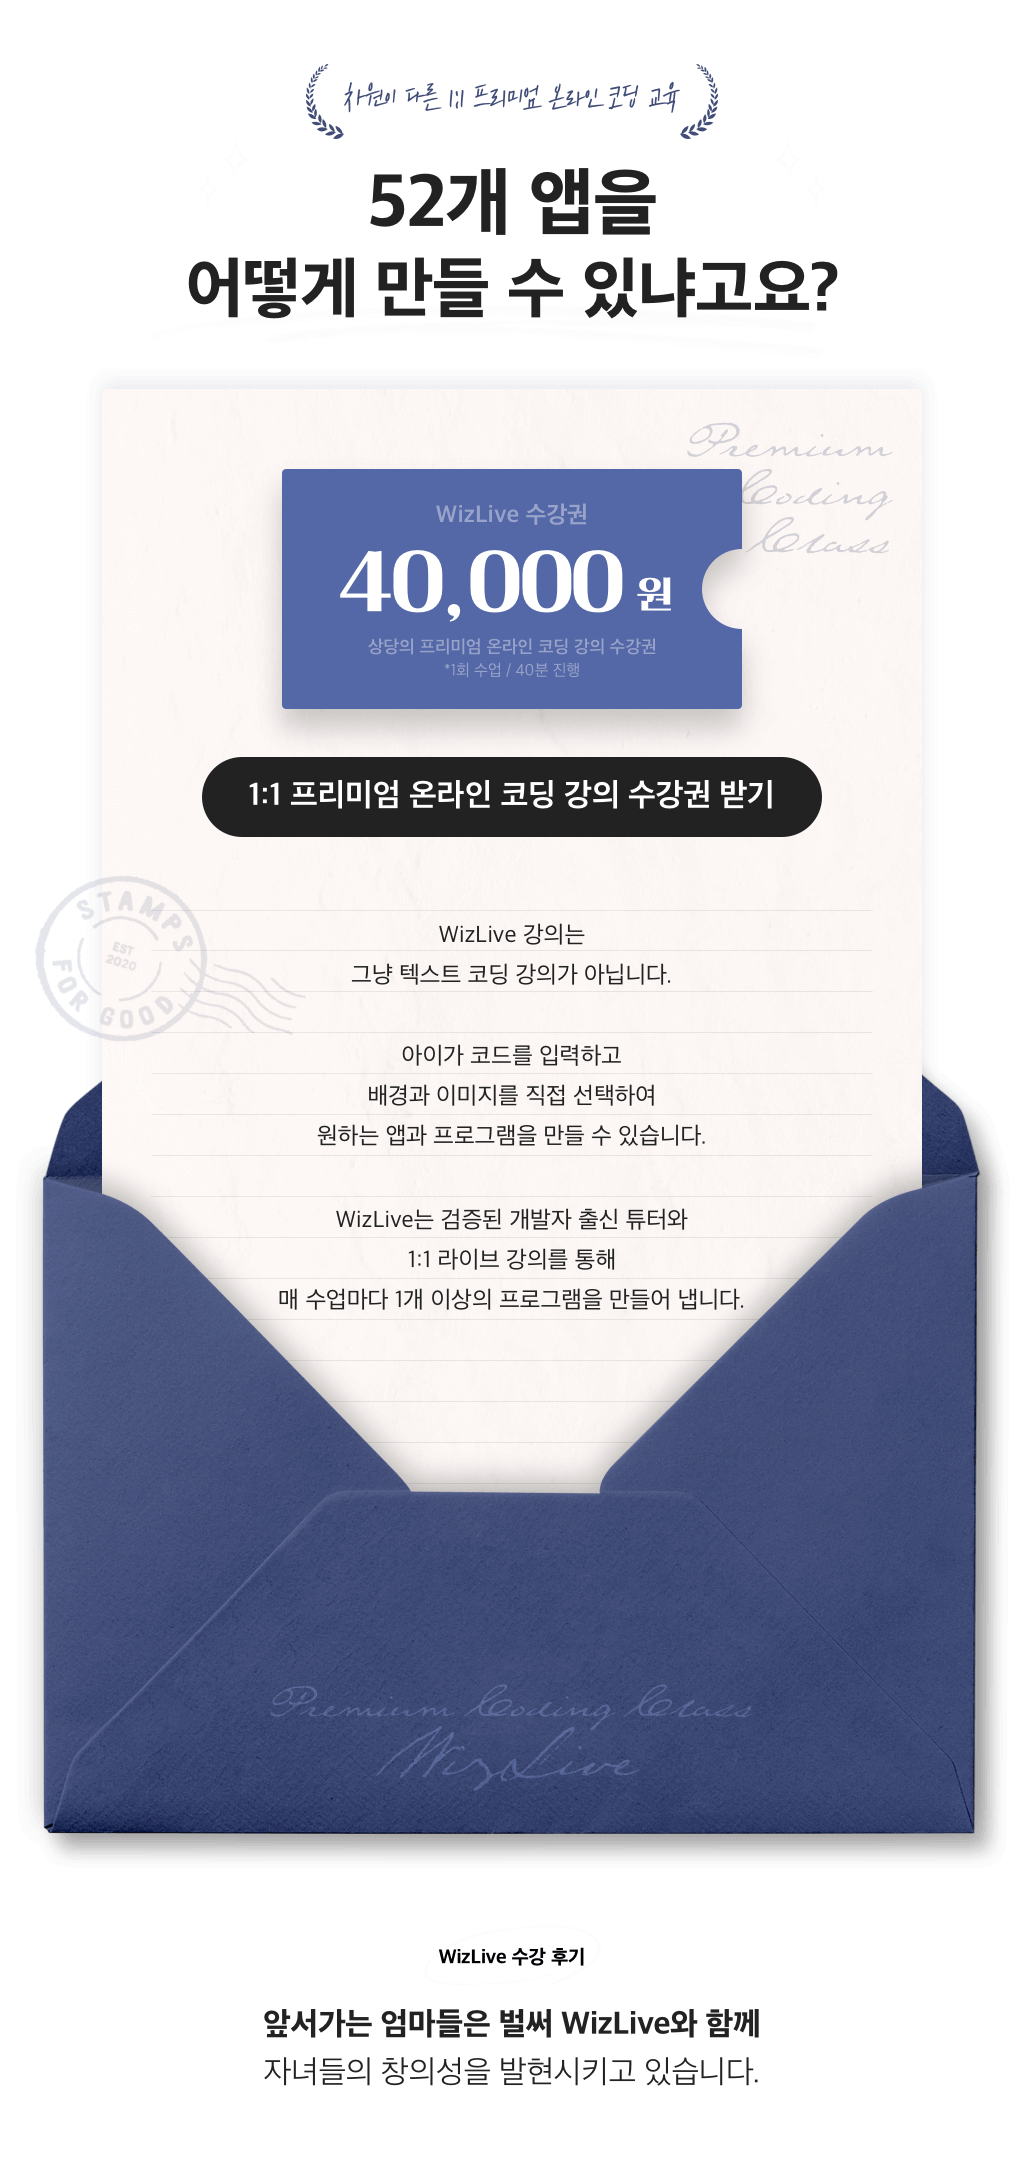 차원이 다른 1:1 프리미엄 온라인 코딩 교육
52개 앱을
어떻게 만들 수 있냐고요?
Premium
Coding
Class
WizLive 수강권
40,000 원
상당의 프리미엄 온라인 코딩 강의 수강권
*1회 수업 / 40분 진행
1:1 프리미엄 온라인 코딩 강의 수강권 받기
STAMPS
EST
2020
FOR GOOD
WizLive 강의는
그냥 텍스트 코딩 강의가 아닙니다.
아이가 코드를 입력하고
배경과 이미지를 직접 선택하여
원하는 앱과 프로그램을 만들 수 있습니다.
WizLive는 검증된 개발자 출신 튜터와
1:1 라이브 강의를 통해
매 수업마다 1개 이상의 프로그램을 만들어 냅니다.
Premium Coding Class
WizLive
WizLive 수강 후기
앞서가는 엄마들은 벌써 WizLive와 함께
자녀들의 창의성을 발현시키고 있습니다.